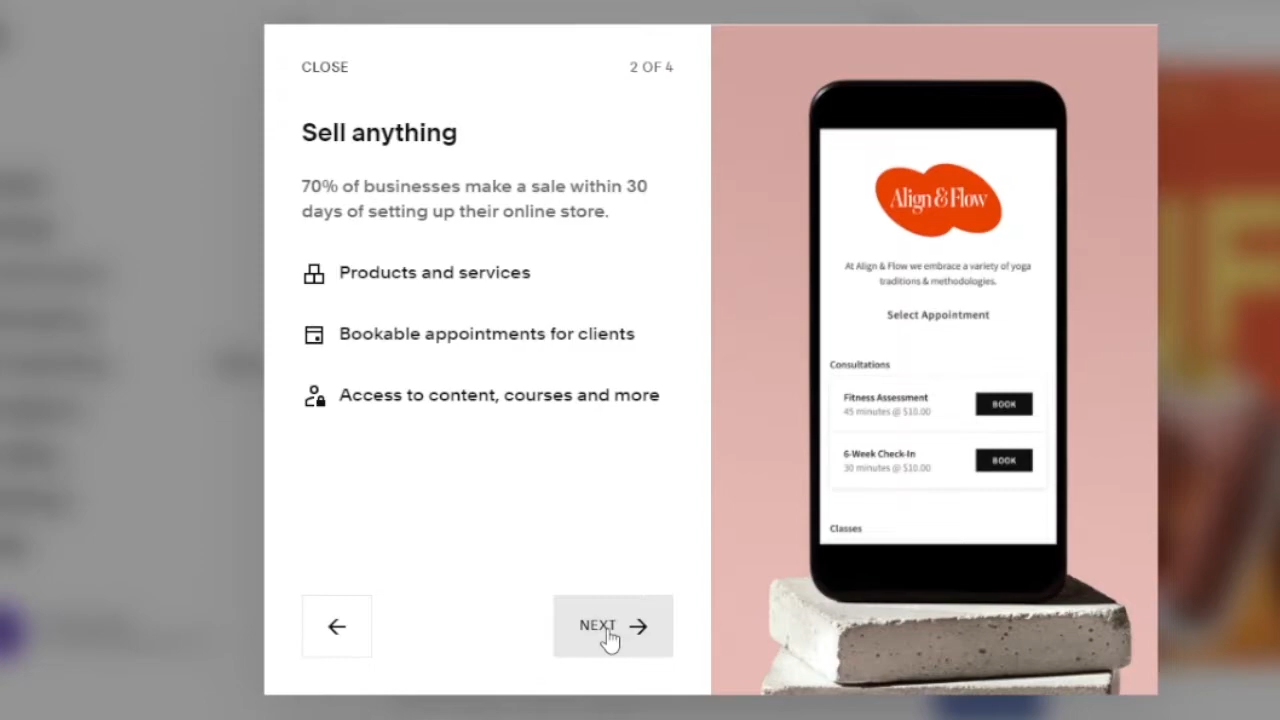 CLOSE
2 OF 4
Sell anything
70% of businesses make a sale within 30
days of setting up their online store.
Products and services
Bookable appointments for clients
Access to content, courses and more
NEXT
Align & Flow
At Align & Flow we embrace a variety of yoga
traditions & methodologies.
Select Appointment
Consultations
Fitness Assessment
45 minutes @ $10.00
BOOK
6-Week Check-In
30 minutes @ $10.00
BOOK
Classes